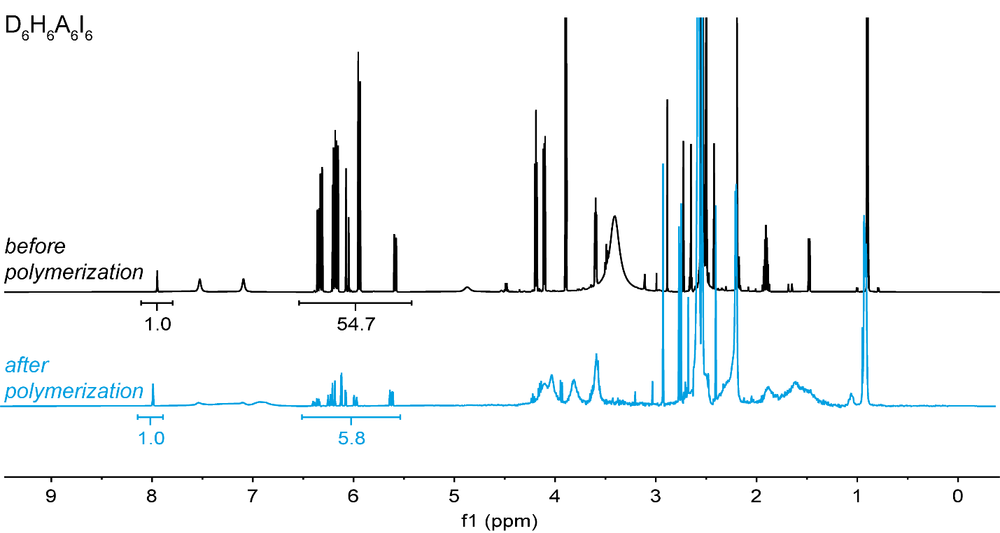 D₆H₆A₆I₆
before
polymerization
1.0 54.7
after
polymerization
1.0 5.8
9 8 7 6 5 4 3 2 1 0
f1 (ppm)